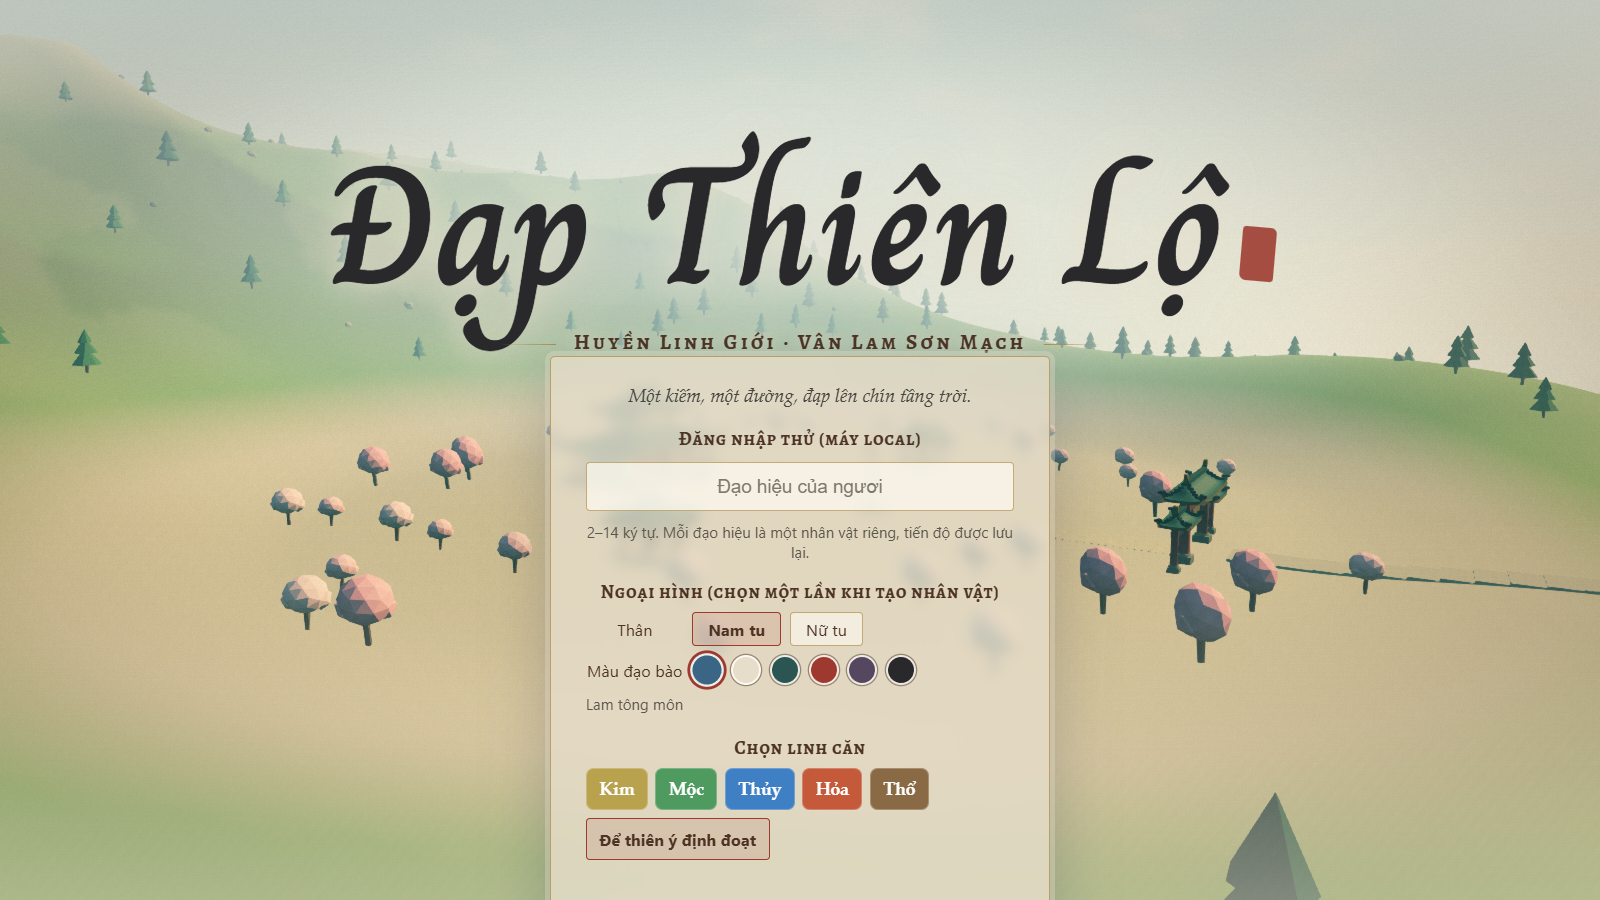 Đạp Thiên Lộ
Huyền Linh Giới · Vân Lam Sơn Mạch
Một kiếm, một đường, đạp lên chín tầng trời.
Đăng nhập thử (máy local)
Đạo hiệu của ngươi
2–14 ký tự. Mỗi đạo hiệu là một nhân vật riêng, tiến độ được lưu
lại.
Ngoại hình (chọn một lần khi tạo nhân vật)
Thân Nam tu Nữ tu
Màu đạo bào
Lam tông môn
Chọn linh căn
Kim Mộc Thủy Hỏa Thổ
Để thiên ý định đoạt